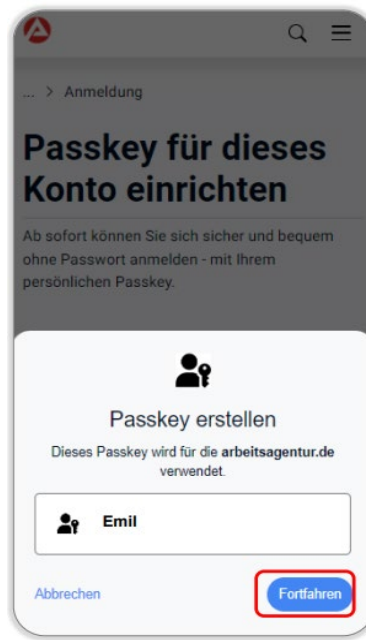 ... > Anmeldung
Passkey für dieses
Konto einrichten
Ab sofort können Sie sich sicher und bequem
ohne Passwort anmelden - mit Ihrem
persönlichen Passkey.
Passkey erstellen
Dieses Passkey wird für die arbeitsagentur.de
verwendet.
Emil
Abbrechen Fortfahren